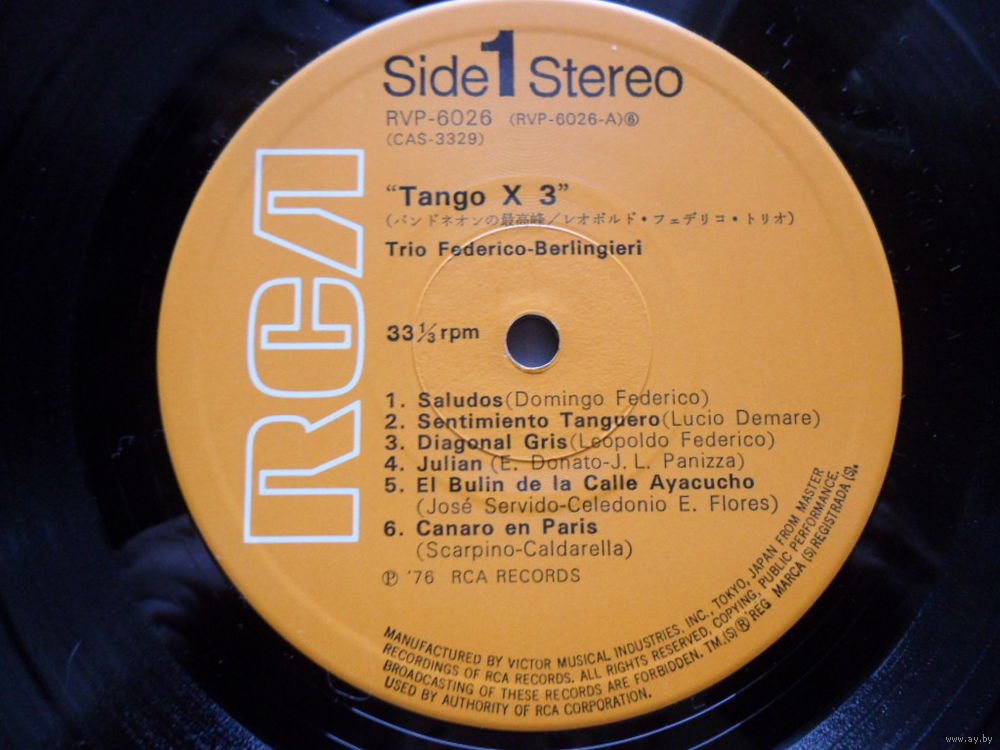 Side 1 Stereo
RVP-6026 (RVP-6026-A)⑥
(CAS-3329)
RCA
“Tango X 3”
(バンドネオンの最高峰／レオポルド・フェデリコ・トリオ)
Trio Federico-Berlingieri
33⅓rpm
1. Saludos(Domingo Federico)
2. Sentimiento Tanguero(Lucio Demare)
3. Diagonal Gris(Leopoldo Federico)
4. Julian (E. Donato-J. L. Panizza)
5. El Bulin de la Calle Ayacucho
(José Servido-Celedonio E. Flores)
6. Canaro en Paris
(Scarpino-Caldarella)
Ⓟ '76 RCA RECORDS
MANUFACTURED BY VICTOR MUSICAL INDUSTRIES, INC., TOKYO, JAPAN FROM MASTER
RECORDINGS OF RCA RECORDS. ALL RIGHTS RESERVED, COPYING, PUBLIC PERFORMANCE,
BROADCASTING OF THESE RECORDS ARE FORBIDDEN. TM,(S)® REG MARCA (S) REGISTRADA (S).
USED BY AUTHORITY OF RCA CORPORATION.
www.ay.by